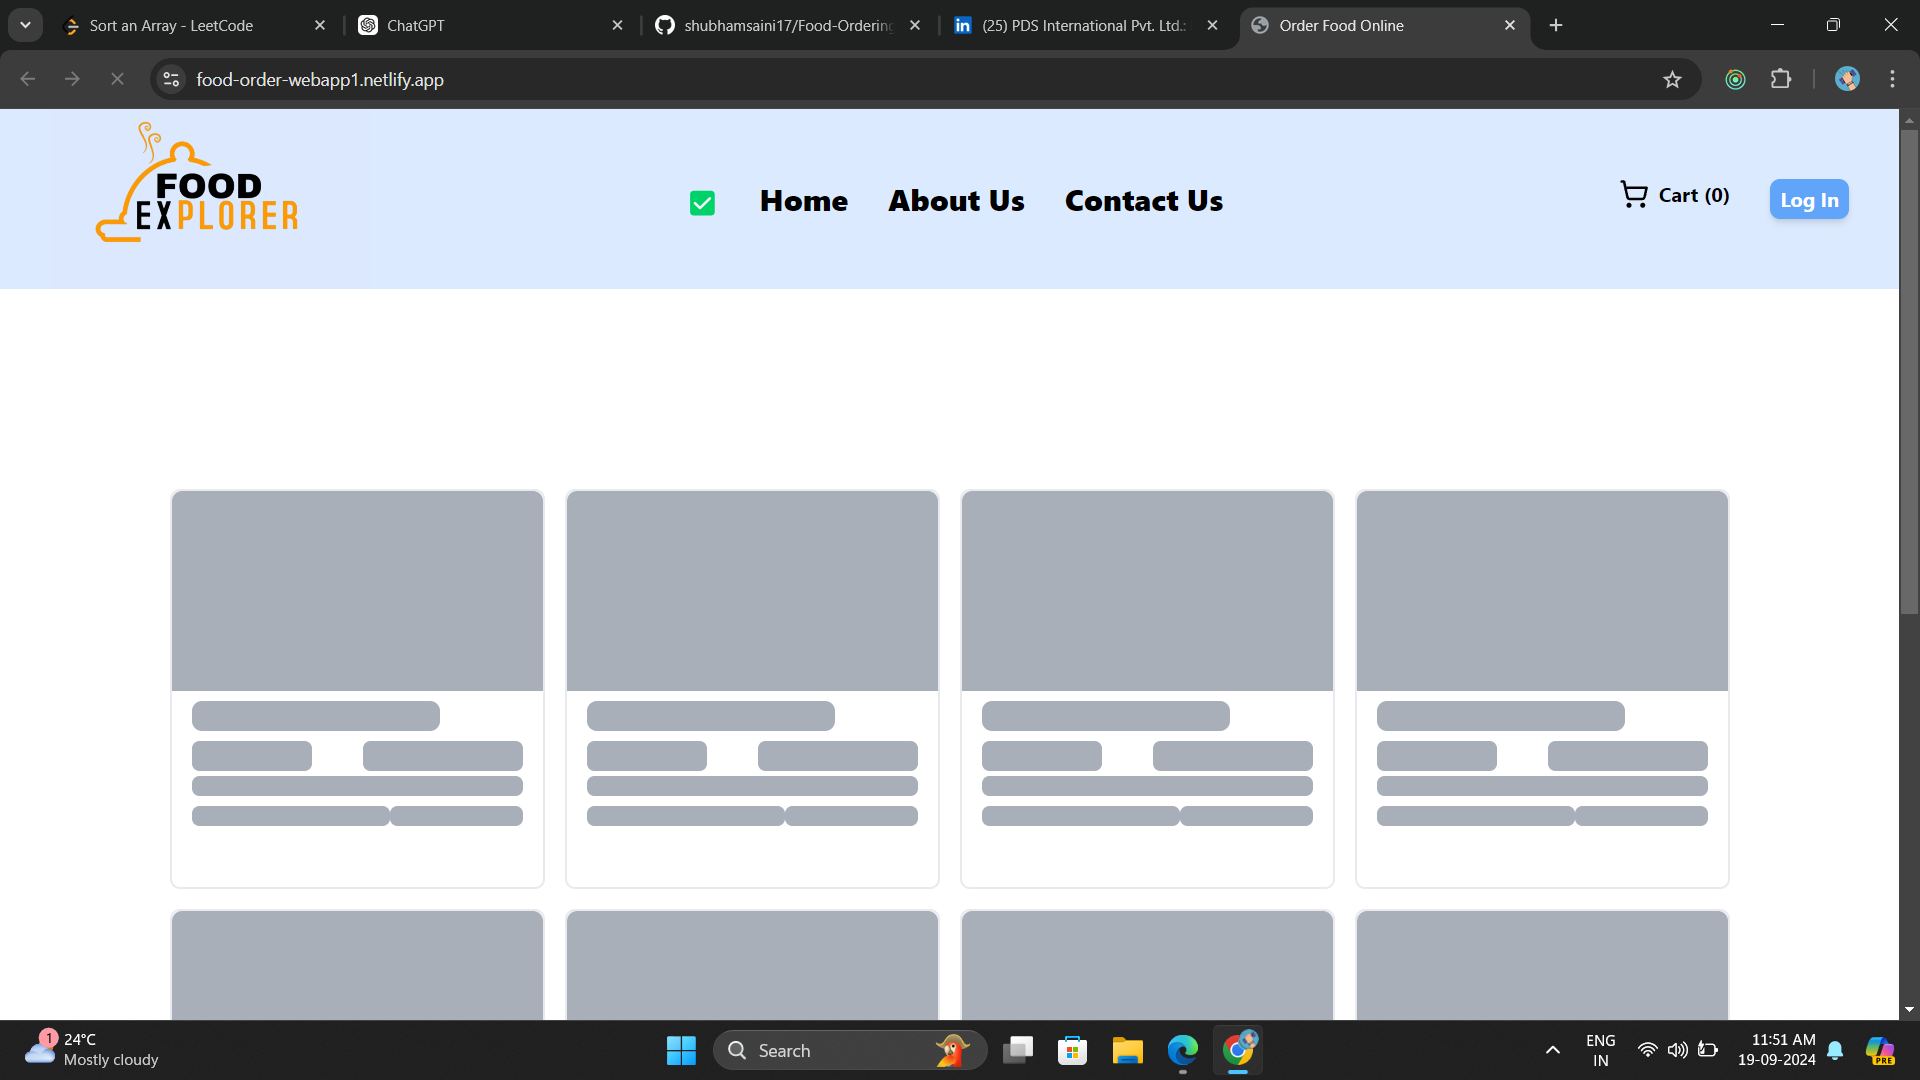 Sort an Array - LeetCode
ChatGPT
shubhamsaini17/Food-Ordering
(25) PDS International Pvt. Ltd.:
Order Food Online
food-order-webapp1.netlify.app
FOOD
EXPLORER
Home
About Us
Contact Us
Cart (0)
Log In
1
24°C
Mostly cloudy
Search
ENG
IN
11:51 AM
19-09-2024
PRE